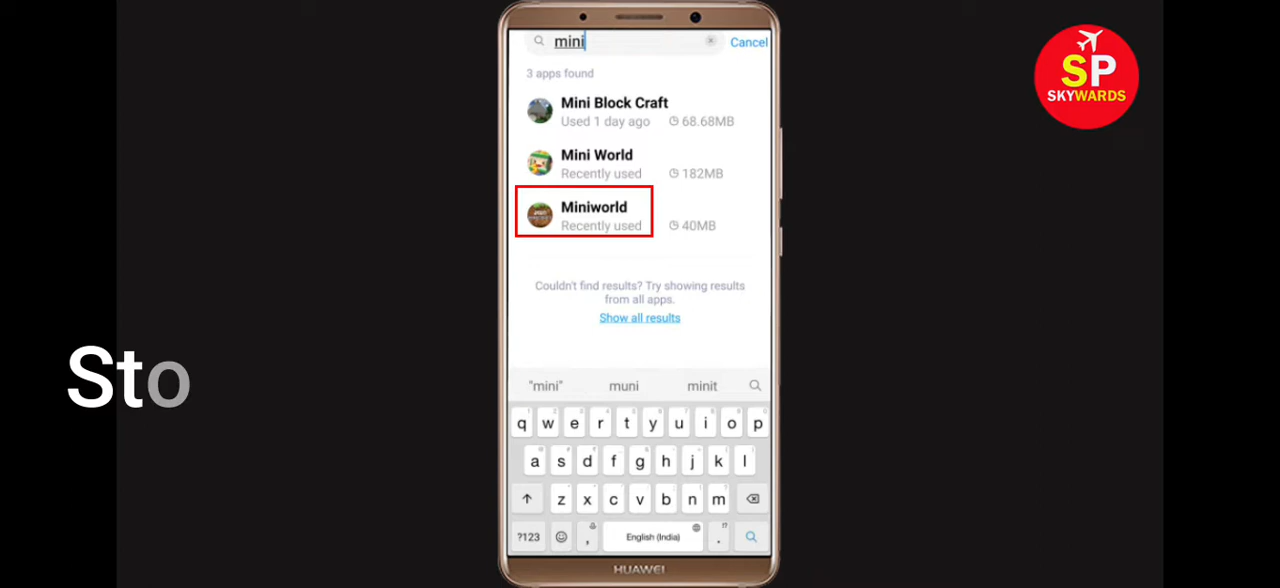 mini
Cancel
3 apps found
Mini Block Craft
Used 1 day ago 68.68MB
Mini World
Recently used 182MB
Miniworld
Recently used 40MB
Couldn't find results? Try showing results
from all apps.
Show all results
"mini" muni minit
q w e r t y u i o p
a s d f g h j k l
z x c v b n m
?123 , English (India) .
HUAWEI
Sto
SP
SKYWARDS